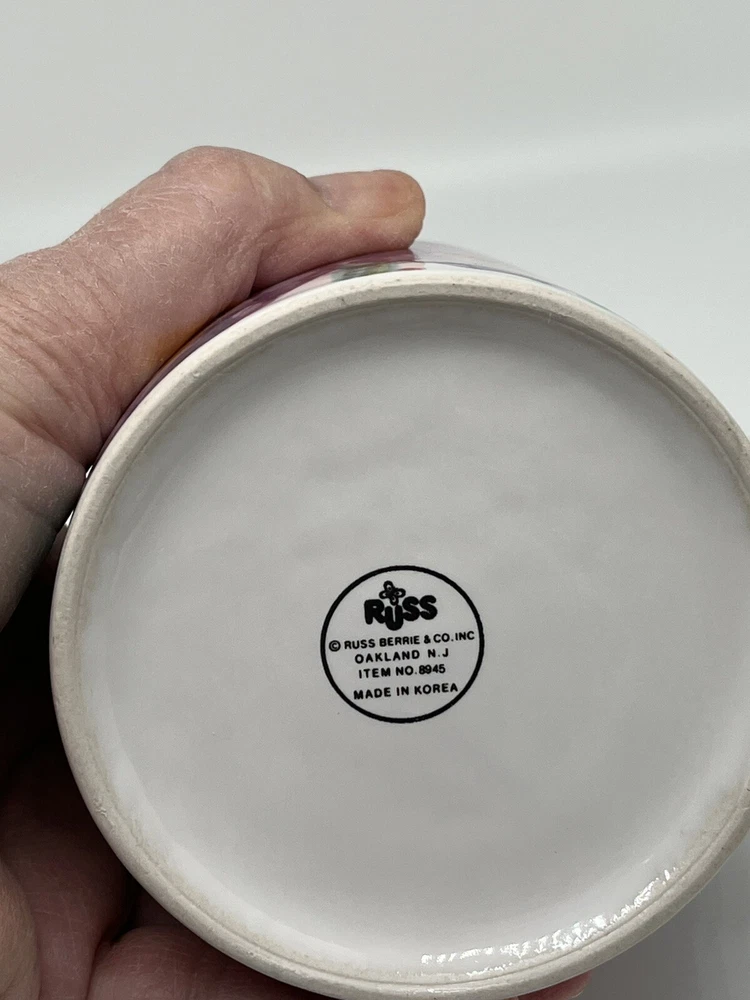 RUSS
© RUSS BERRIE & CO. INC
OAKLAND N.J
ITEM NO. 8945
MADE IN KOREA